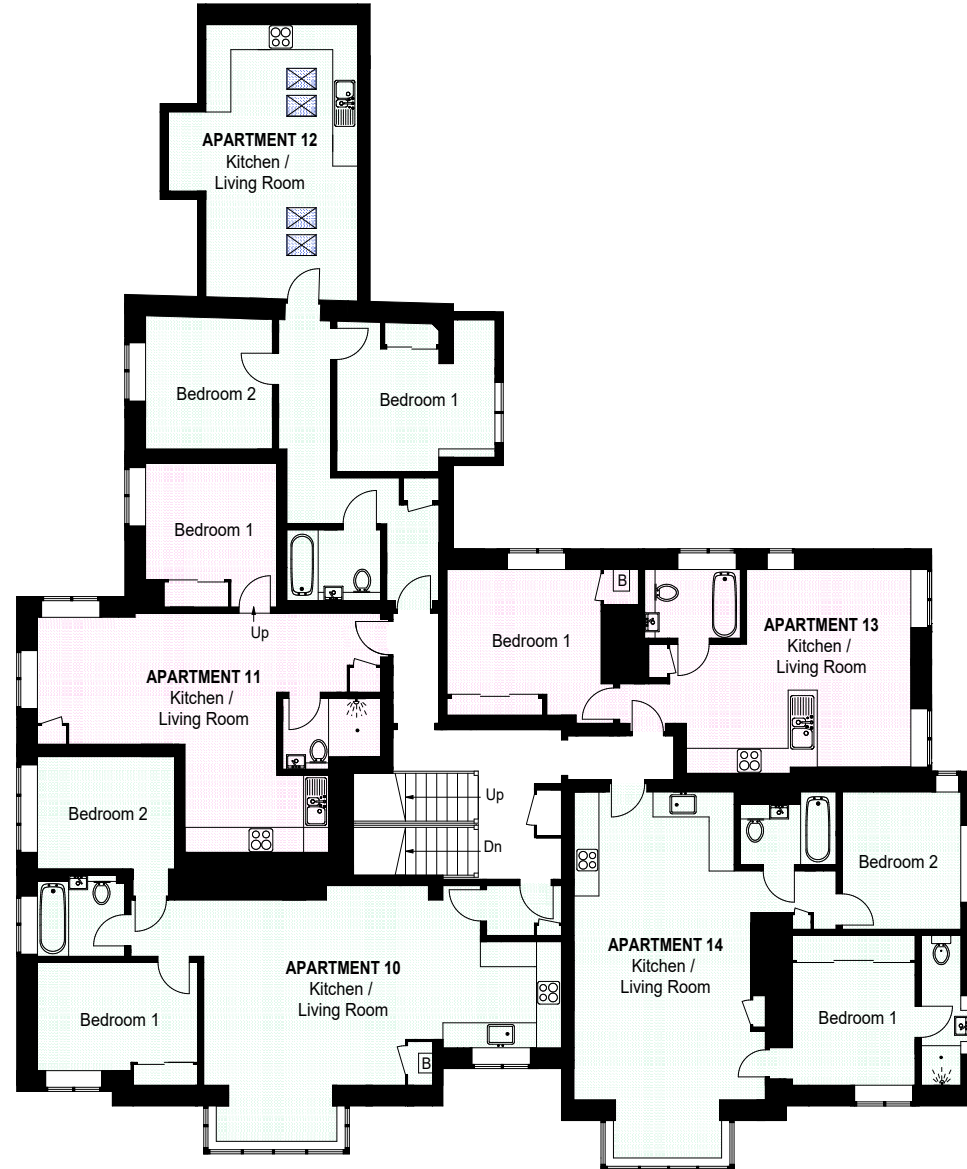 APARTMENT 12
Kitchen /
Living Room
Bedroom 2
Bedroom 1
Bedroom 1
Up
B
Bedroom 1
APARTMENT 13
Kitchen /
Living Room
APARTMENT 11
Kitchen /
Living Room
Bedroom 2
Up
Dn
Bedroom 2
APARTMENT 10
Kitchen /
Living Room
APARTMENT 14
Kitchen /
Living Room
Bedroom 1
Bedroom 1
B